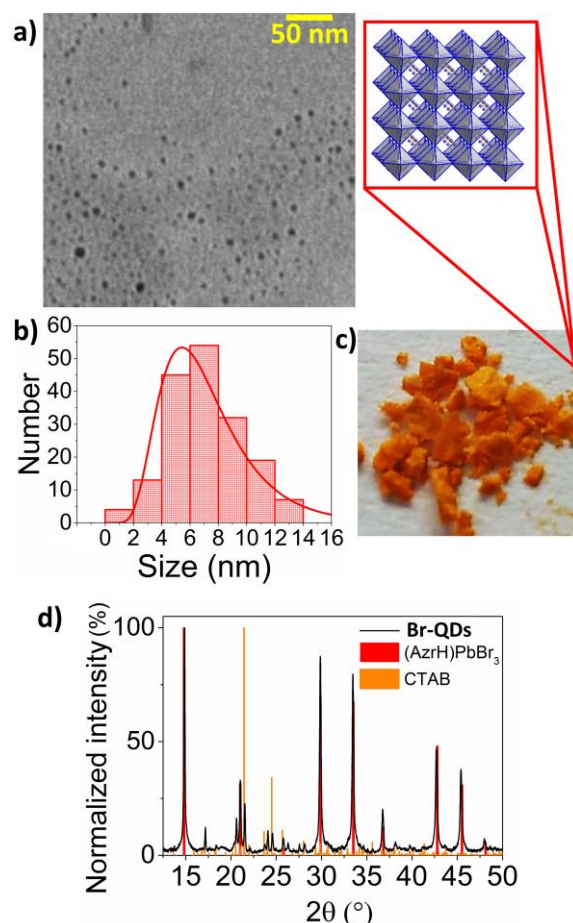 a)
50 nm
b)
60
50
40
30
20
10
0
Number
0 2 4 6 8 10 12 14 16
Size (nm)
c)
d)
100
50
0
Normalized intensity (%)
Br-QDs
(AzrH)PbBr₃
CTAB
15 20 25 30 35 40 45 50
2θ (°)